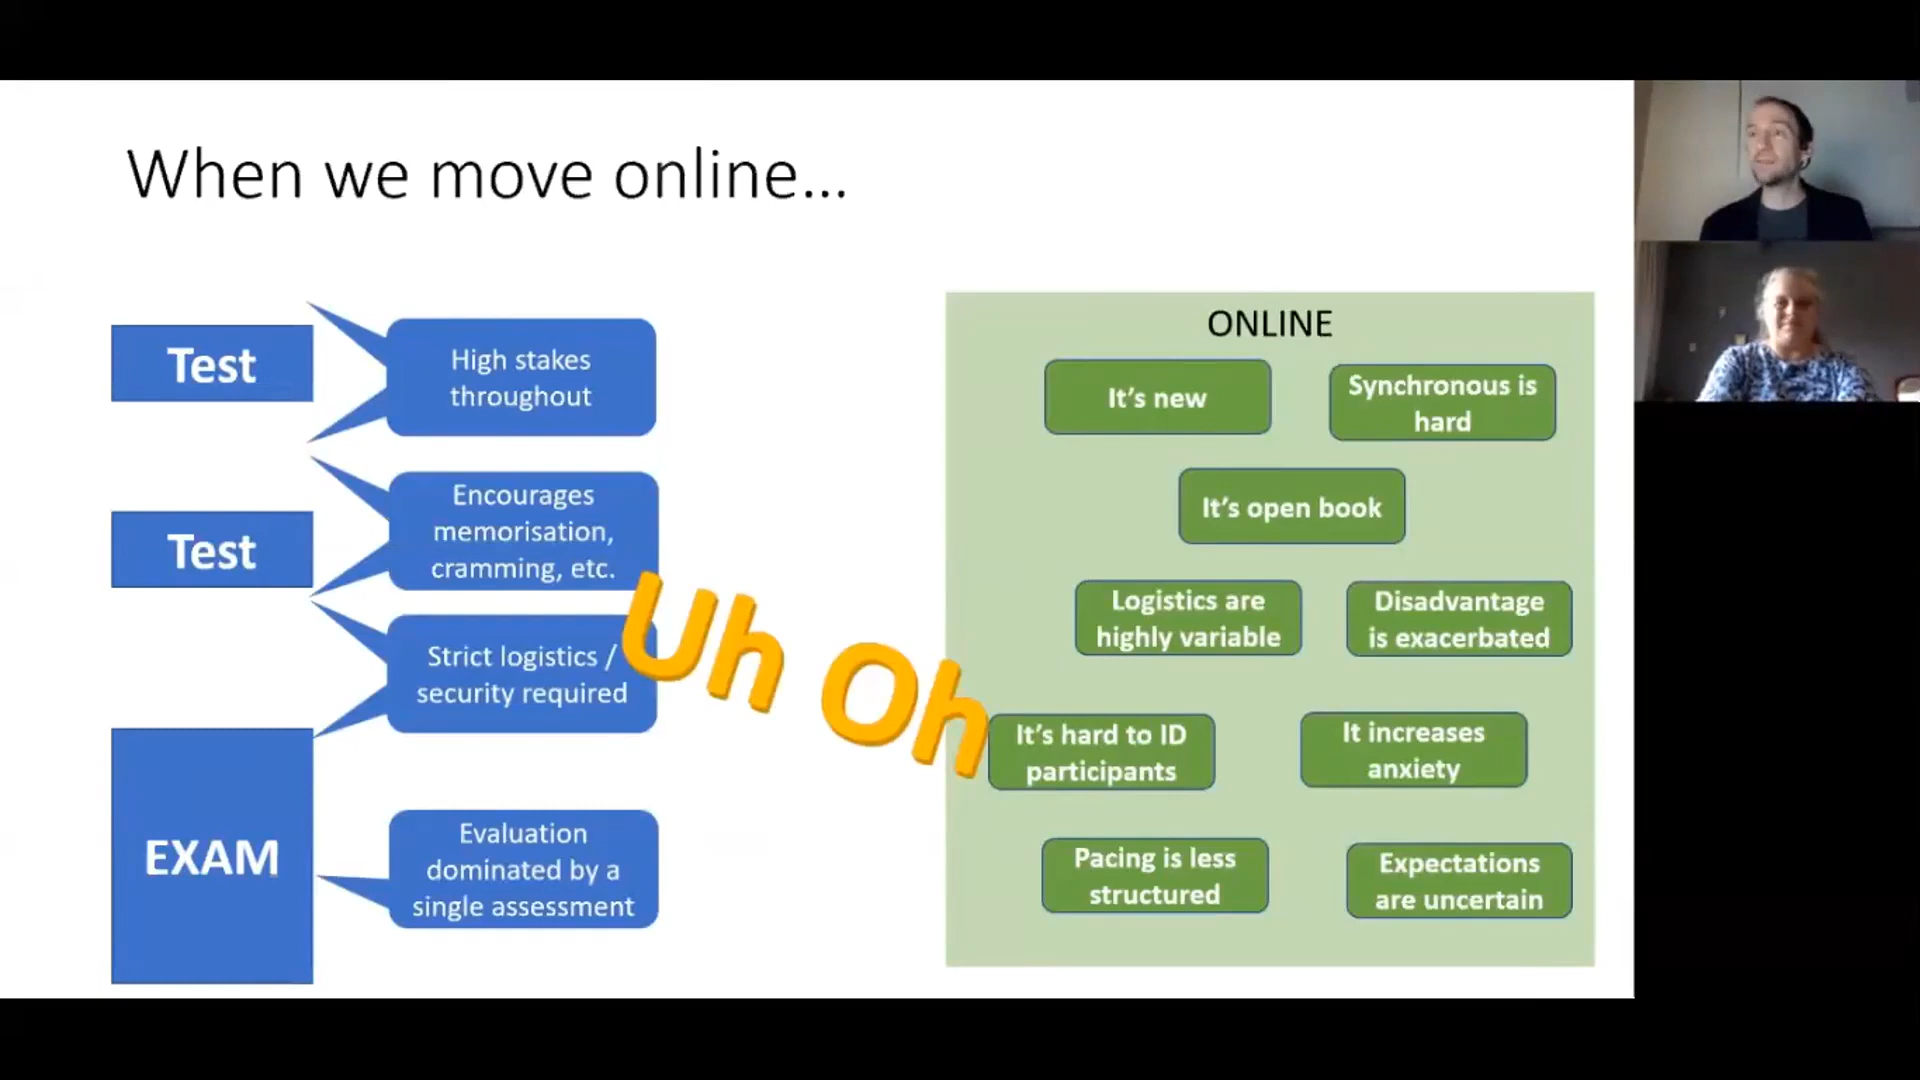 When we move online...
Test
High stakes
throughout
Test
Encourages
memorisation,
cramming, etc.
Strict logistics /
security required
EXAM
Evaluation
dominated by a
single assessment
Uh Oh
ONLINE
It's new
Synchronous is
hard
It's open book
Logistics are
highly variable
Disadvantage
is exacerbated
It's hard to ID
participants
It increases
anxiety
Pacing is less
structured
Expectations
are uncertain